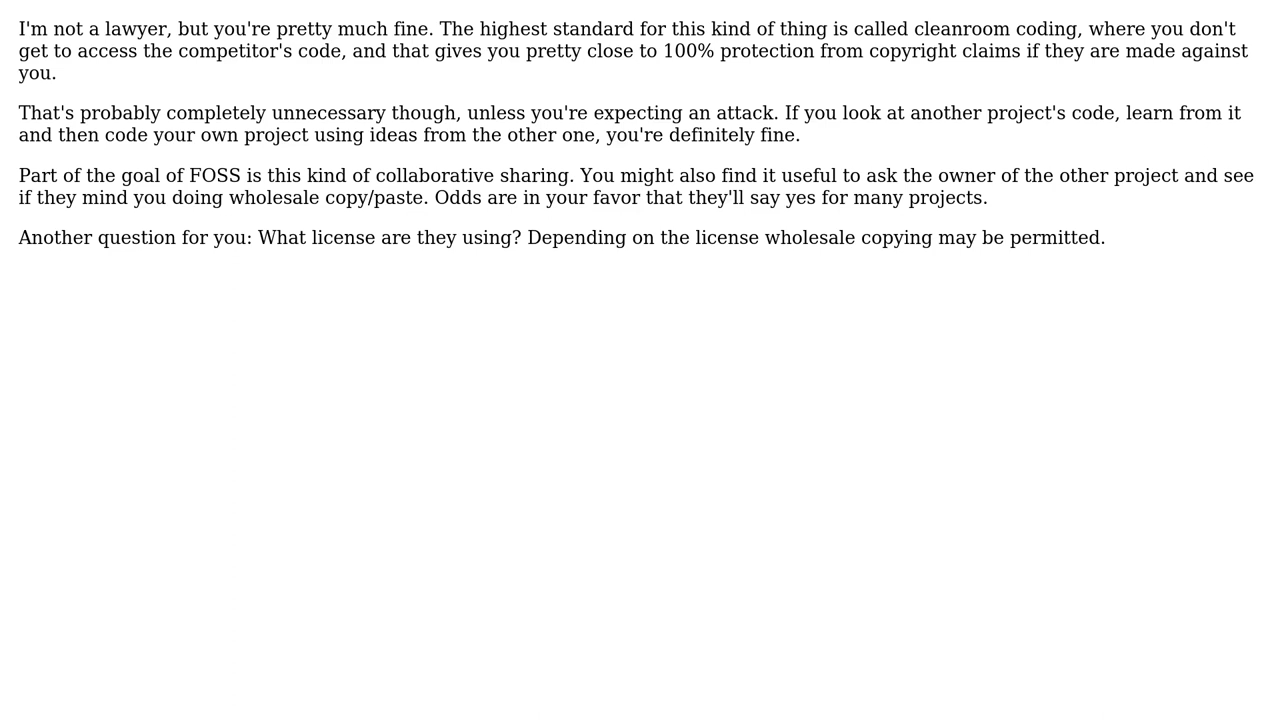 I'm not a lawyer, but you're pretty much fine. The highest standard for this kind of thing is called cleanroom coding, where you don't
get to access the competitor's code, and that gives you pretty close to 100% protection from copyright claims if they are made against
you.
That's probably completely unnecessary though, unless you're expecting an attack. If you look at another project's code, learn from it
and then code your own project using ideas from the other one, you're definitely fine.
Part of the goal of FOSS is this kind of collaborative sharing. You might also find it useful to ask the owner of the other project and see
if they mind you doing wholesale copy/paste. Odds are in your favor that they'll say yes for many projects.
Another question for you: What license are they using? Depending on the license wholesale copying may be permitted.